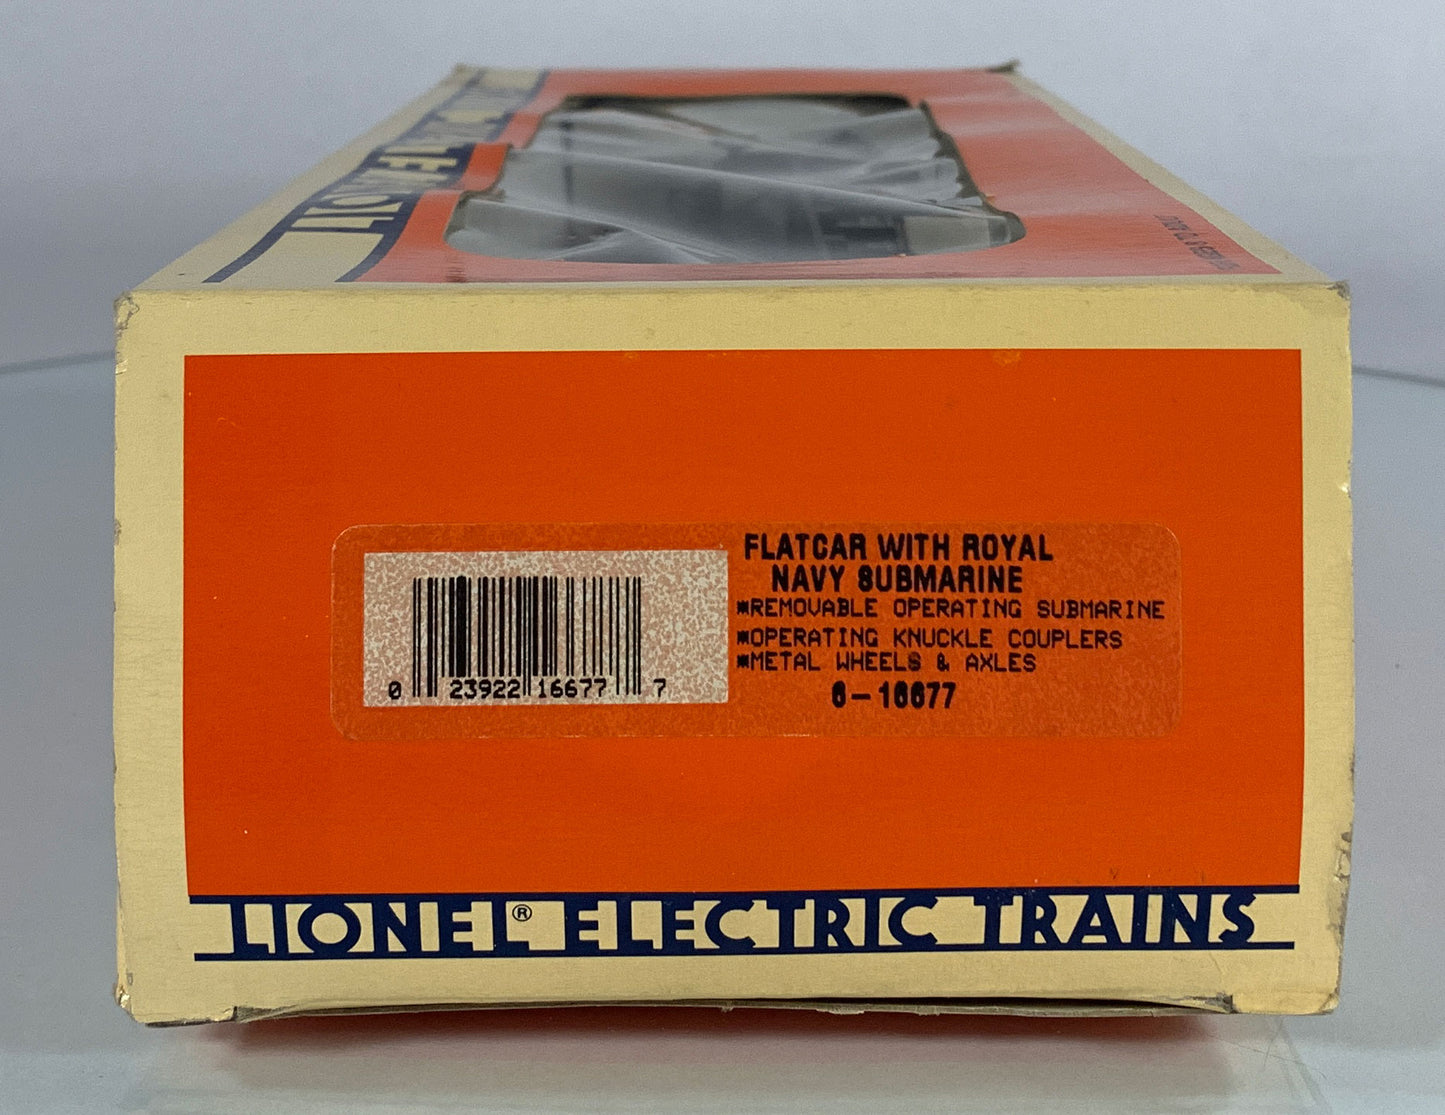 LIONEL
FLATCAR WITH ROYAL
NAVY SUBMARINE
*REMOVABLE OPERATING SUBMARINE
*OPERATING KNUCKLE COUPLERS
*METAL WHEELS & AXLES
6-16677
0 23922 16677 7
LIONEL® ELECTRIC TRAINS